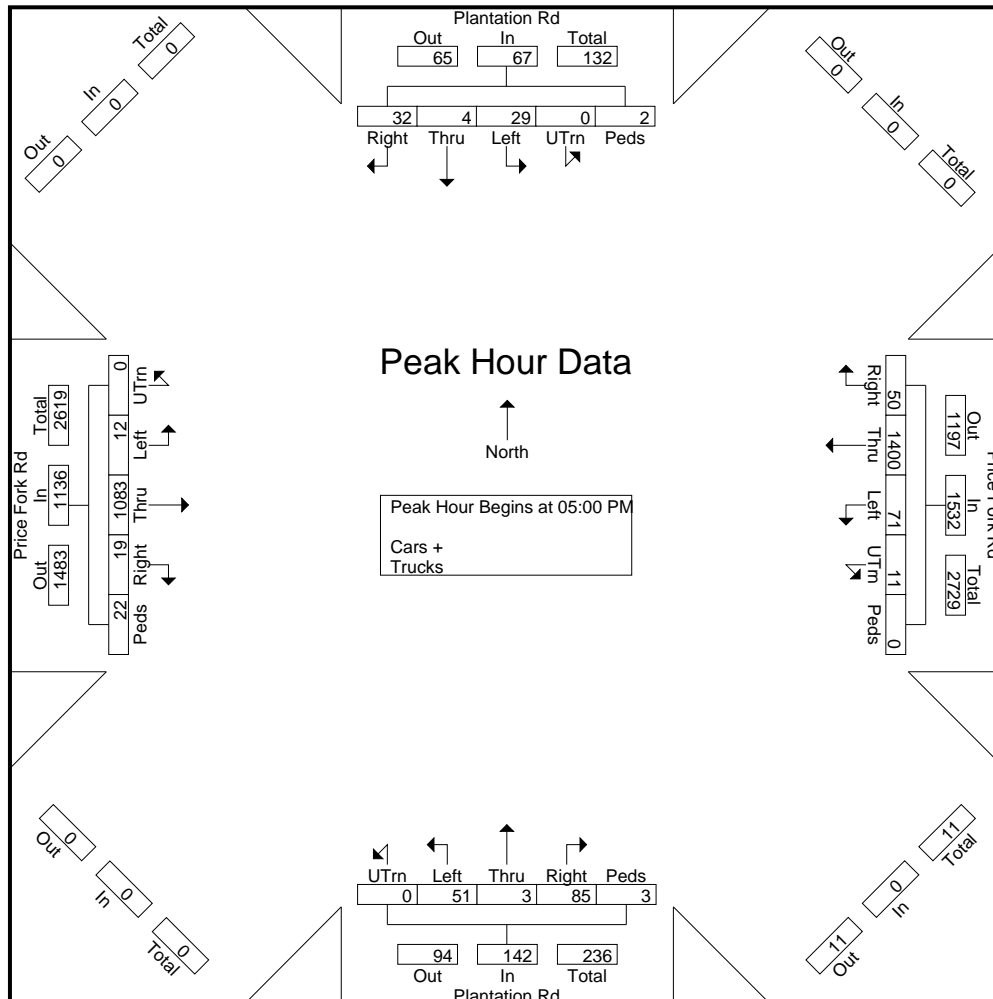 Plantation Rd
Out In Total
65 67 132
32 4 29 0 2
Right Thru Left UTrn Peds
Total
0
In
0
Out
0
Out
0
In
0
Total
0
Price Fork Rd
Total
2619
In
1136
Out
1483
0 UTrn
12 Left
1083 Thru
19 Right
22 Peds
Peak Hour Data
North
Peak Hour Begins at 05:00 PM
Cars +
Trucks
Right 50
Thru 1400
Left 71
UTrn 11
Peds 0
Out
1197
In
1532
Total
2729
Price Fork Rd
0
Out
0
In
0
Total
11
Total
0
In
11
Out
UTrn Left Thru Right Peds
0 51 3 85 3
94 142 236
Out In Total
Plantation Rd